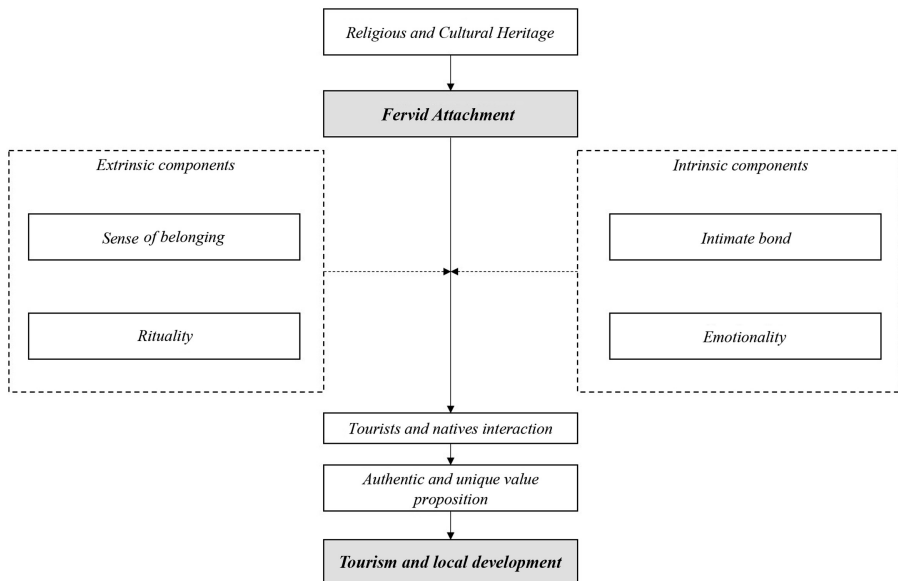 Religious and Cultural Heritage
Fervid Attachment
Extrinsic components
Sense of belonging
Rituality
Intrinsic components
Intimate bond
Emotionality
Tourists and natives interaction
Authentic and unique value
proposition
Tourism and local development